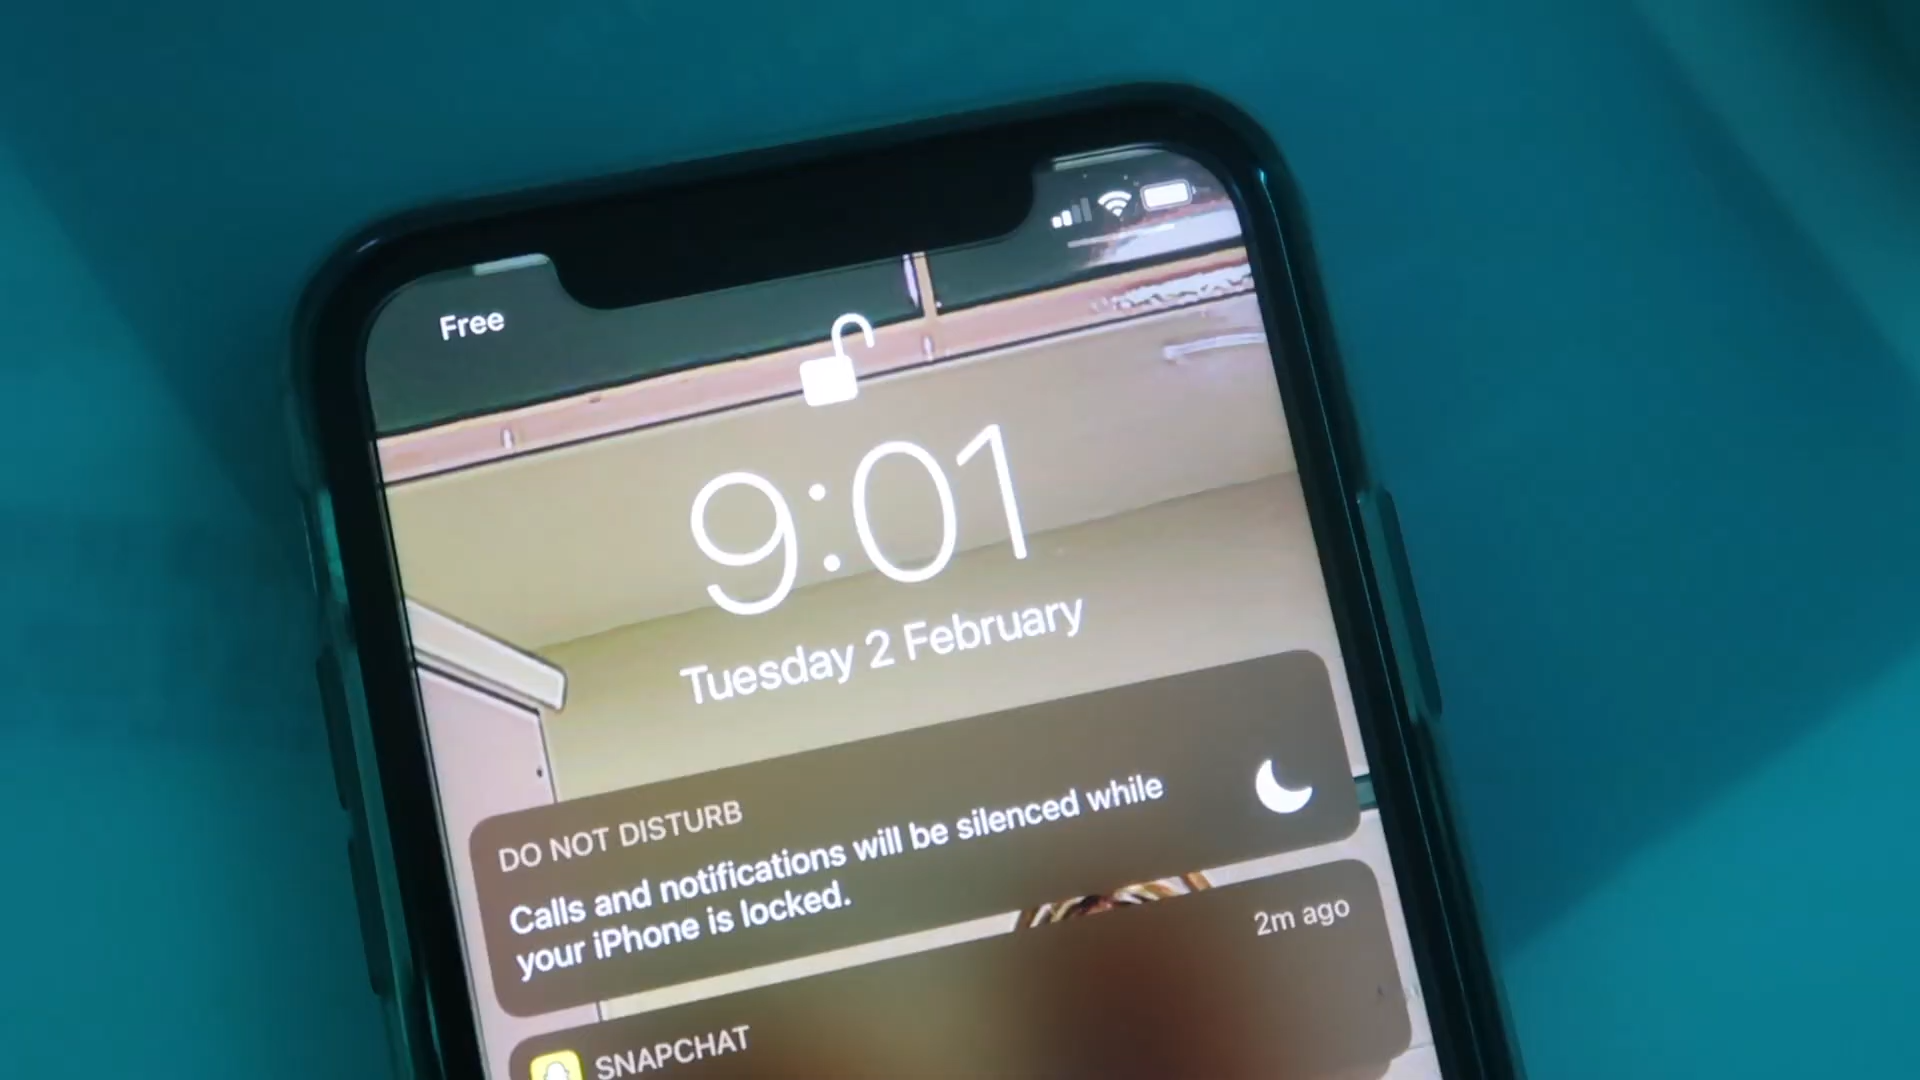 Free
9:01
Tuesday 2 February
DO NOT DISTURB
Calls and notifications will be silenced while
your iPhone is locked.
2m ago
SNAPCHAT